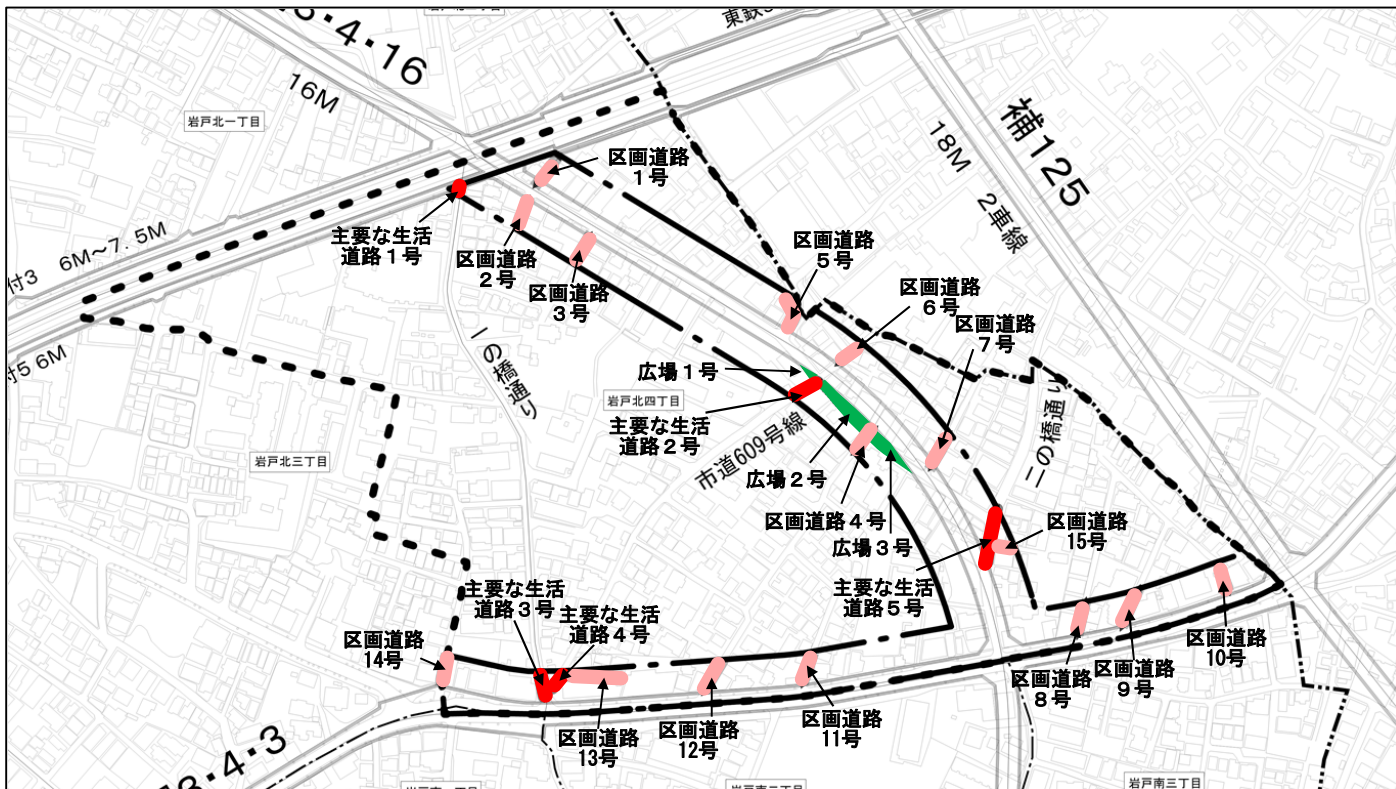 3・4・16
16M
東鉄
岩戸北一丁目
補125
18M 2車線
区画道路
1号
主要な生活
道路1号
区画道路
2号
区画道路
3号
6M～7.5M
付3
付5 6M
一の橋通り
区画道路
5号
区画道路
6号
区画道路
7号
広場1号
岩戸北四丁目
主要な生活
道路2号
市道609号線
広場2号
二の橋通り
岩戸北三丁目
区画道路4号
広場3号
区画道路
15号
主要な生活
道路5号
主要な生活
道路3号
主要な生活
道路4号
区画道路
14号
区画道路
10号
区画道路
9号
区画道路
8号
区画道路
11号
区画道路
12号
区画道路
13号
3・4・3
岩戸南三丁目